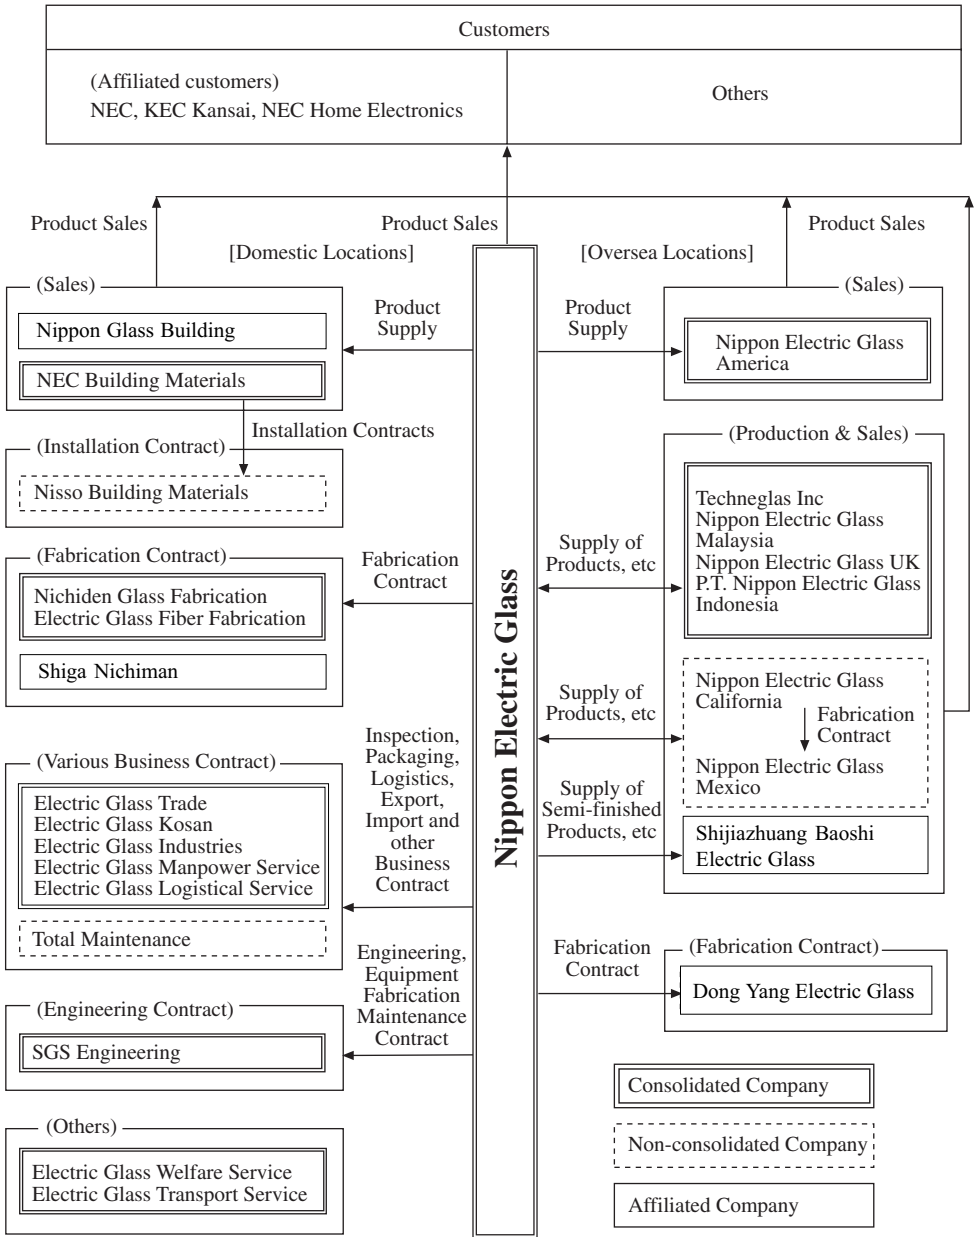 Customers
(Affiliated customers)
NEC, KEC Kansai, NEC Home Electronics
Others
Product Sales
Product Sales
Product Sales
[Domestic Locations]
[Oversea Locations]
(Sales)
Nippon Glass Building
NEC Building Materials
Product
Supply
Installation Contracts
(Installation Contract)
Nisso Building Materials
(Fabrication Contract)
Nichiden Glass Fabrication
Electric Glass Fiber Fabrication
Shiga Nichiman
Fabrication
Contract
(Various Business Contract)
Electric Glass Trade
Electric Glass Kosan
Electric Glass Industries
Electric Glass Manpower Service
Electric Glass Logistical Service
Total Maintenance
Inspection,
Packaging,
Logistics,
Export,
Import and
other
Business
Contract
(Engineering Contract)
SGS Engineering
Engineering,
Equipment
Fabrication
Maintenance
Contract
(Others)
Electric Glass Welfare Service
Electric Glass Transport Service
Nippon Electric Glass
Product
Supply
(Sales)
Nippon Electric Glass
America
(Production & Sales)
Supply of
Products, etc
Techneglas Inc
Nippon Electric Glass
Malaysia
Nippon Electric Glass UK
P.T. Nippon Electric Glass
Indonesia
Supply of
Products, etc
Nippon Electric Glass
California
Fabrication
Contract
Nippon Electric Glass
Mexico
Supply of
Semi-finished
Products, etc
Shijiazhuang Baoshi
Electric Glass
Fabrication
Contract
(Fabrication Contract)
Dong Yang Electric Glass
Consolidated Company
Non-consolidated Company
Affiliated Company